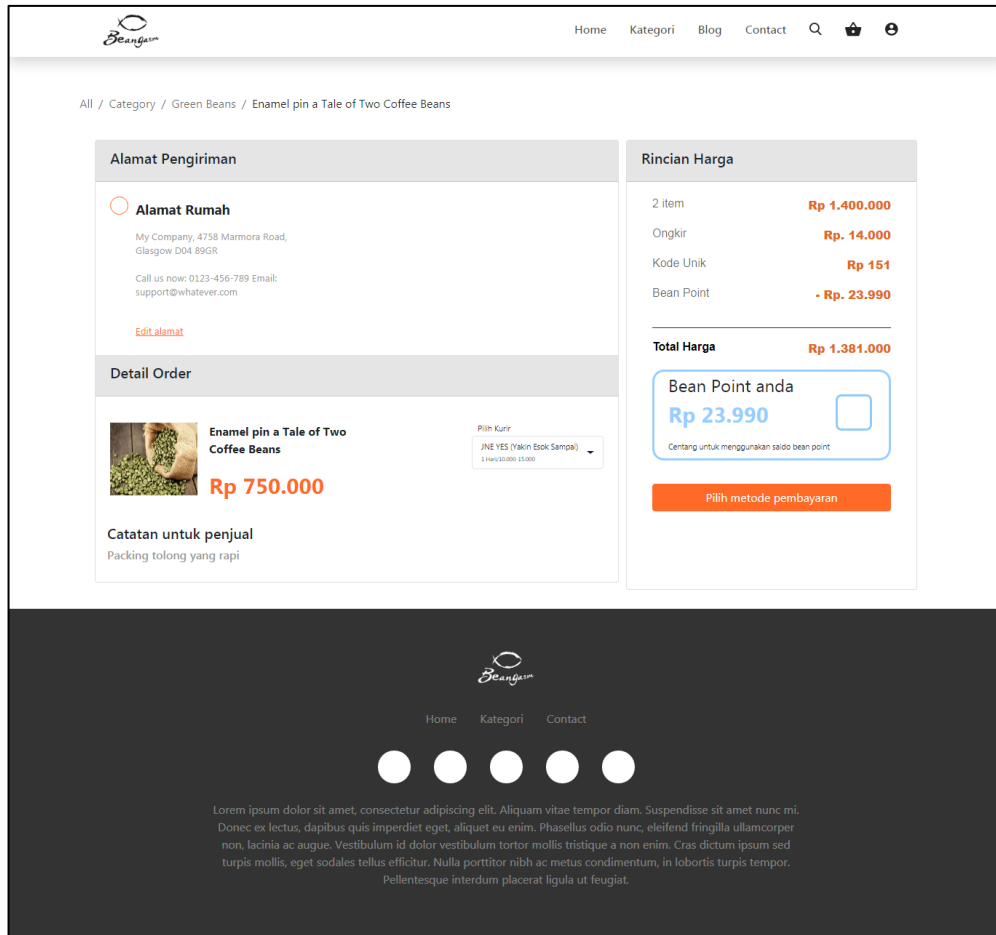 Beangasm
Home Kategori Blog Contact
All / Category / Green Beans / Enamel pin a Tale of Two Coffee Beans
Alamat Pengiriman
Alamat Rumah
My Company, 4758 Marmora Road,
Glasgow D04 89GR
Call us now: 0123-456-789 Email:
support@whatever.com
Edit alamat
Detail Order
Enamel pin a Tale of Two
Coffee Beans
Rp 750.000
Pilih Kurir
JNE YES (Yakin Esok Sampai)
1 Hari/10.000-15.000
Catatan untuk penjual
Packing tolong yang rapi
Rincian Harga
2 item Rp 1.400.000
Ongkir Rp. 14.000
Kode Unik Rp 151
Bean Point - Rp. 23.990
Total Harga Rp 1.381.000
Bean Point anda
Rp 23.990
Centang untuk menggunakan saldo bean point
Pilih metode pembayaran
Beangasm
Home Kategori Contact
Lorem ipsum dolor sit amet, consectetur adipiscing elit. Aliquam vitae tempor diam. Suspendisse sit amet nunc mi.
Donec ex lectus, dapibus quis imperdiet eget, aliquet eu enim. Phasellus odio nunc, eleifend fringilla ullamcorper
non, lacinia ac augue. Vestibulum id dolor vestibulum tortor mollis tristique a non enim. Cras dictum ipsum sed
turpis mollis, eget sodales tellus efficitur. Nulla porttitor nibh ac metus condimentum, in lobortis turpis tempor.
Pellentesque interdum placerat ligula ut feugiat.